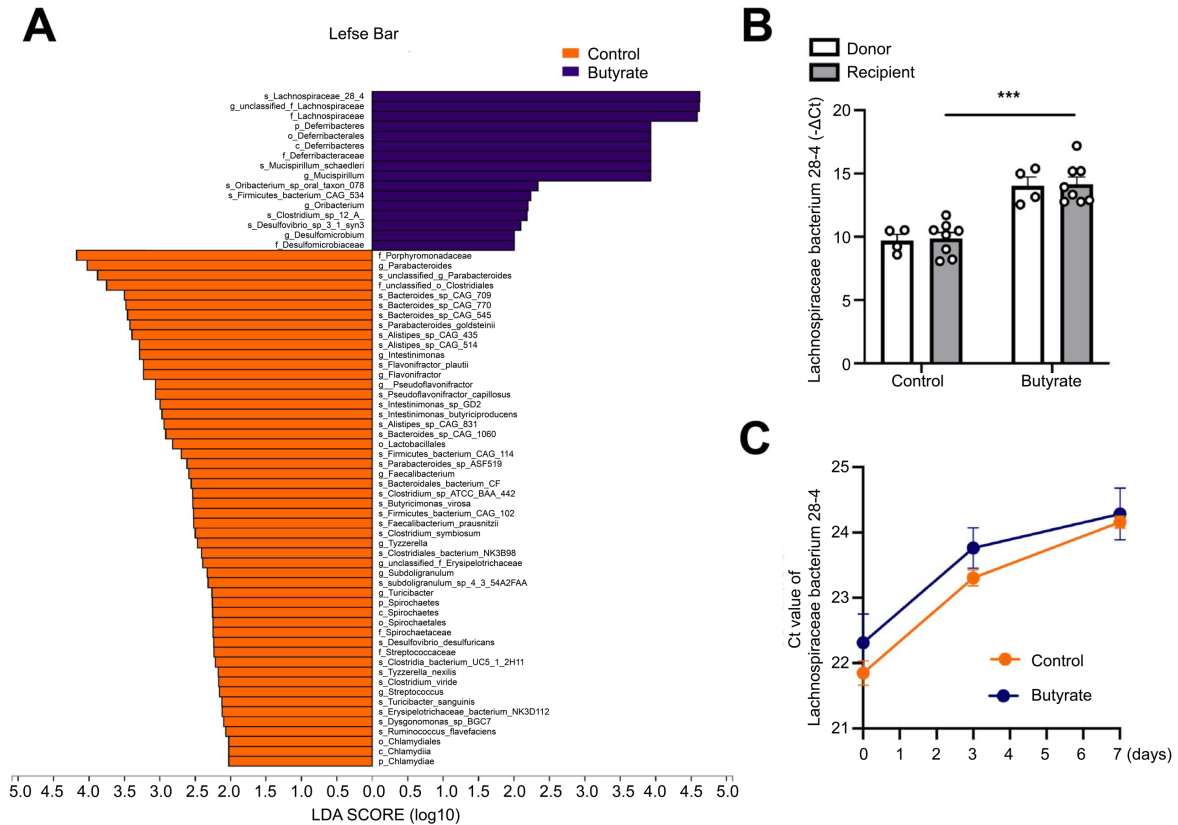 A
Lefse Bar
Control
Butyrate
s_Lachnospiraceae_28_4
g_unclassified_f_Lachnospiraceae
f_Lachnospiraceae
p_Deferribacteres
o_Deferribacterales
c_Deferribacteres
f_Deferribacteraceae
s_Mucispirillum_schaedleri
g_Mucispirillum
s_Oribacterium_sp_oral_taxon_078
s_Firmicutes_bacterium_CAG_534
g_Oribacterium
s_Clostridium_sp_12_A_
s_Desulfovibrio_sp_3_1_syn3
g_Desulfomicrobium
f_Desulfomicrobiaceae
f_Porphyromonadaceae
g_Parabacteroides
s_unclassified_g_Parabacteroides
f_unclassified_o_Clostridiales
s_Bacteroides_sp_CAG_709
s_Bacteroides_sp_CAG_770
s_Bacteroides_sp_CAG_545
s_Parabacteroides_goldsteinii
s_Alistipes_sp_CAG_435
s_Alistipes_sp_CAG_514
g_Intestinimonas
s_Flavonifractor_plautii
g_Flavonifractor
g__Pseudoflavonifractor
s_Pseudoflavonifractor_capillosus
s_Intestinimonas_sp_GD2
s_Intestinimonas_butyriciproducens
s_Alistipes_sp_CAG_831
s_Bacteroides_sp_CAG_1060
o_Lactobacillales
s_Firmicutes_bacterium_CAG_114
s_Parabacteroides_sp_ASF519
g_Faecalibacterium
s_Bacteroidales_bacterium_CF
s_Clostridium_sp_ATCC_BAA_442
s_Butyricimonas_virosa
s_Firmicutes_bacterium_CAG_102
s_Faecalibacterium_prausnitzii
s_Clostridium_symbiosum
g_Tyzzerella
s_Clostridiales_bacterium_NK3B98
g_unclassified_f_Erysipelotrichaceae
g_Subdoligranulum
s_subdoligranulum_sp_4_3_54A2FAA
g_Turicibacter
p_Spirochaetes
c_Spirochaetes
o_Spirochaetales
f_Spirochaetaceae
s_Desulfovibrio_desulfuricans
f_Streptococcaceae
s_Clostridia_bacterium_UC5_1_2H11
s_Tyzzerella_nexilis
s_Clostridium_viride
g_Streptococcus
s_Turicibacter_sanguinis
s_Erysipelotrichaceae_bacterium_NK3D112
s_Dysgonomonas_sp_BGC7
s_Ruminococcus_flavefaciens
o_Chlamydiales
c_Chlamydiia
p_Chlamydiae
5.0 4.5 4.0 3.5 3.0 2.5 2.0 1.5 1.0 0.5 0.0 0.5 1.0 1.5 2.0 2.5 3.0 3.5 4.0 4.5 5.0
LDA SCORE (log10)
B
Donor
Recipient
Lachnospiraceae bacterium 28-4 (-ΔCt)
20
15
10
5
0
***
Control Butyrate
C
Ct value of
Lachnospiraceae bacterium 28-4
25
24
23
22
21
Control
Butyrate
0 1 2 3 4 5 6 7 (days)